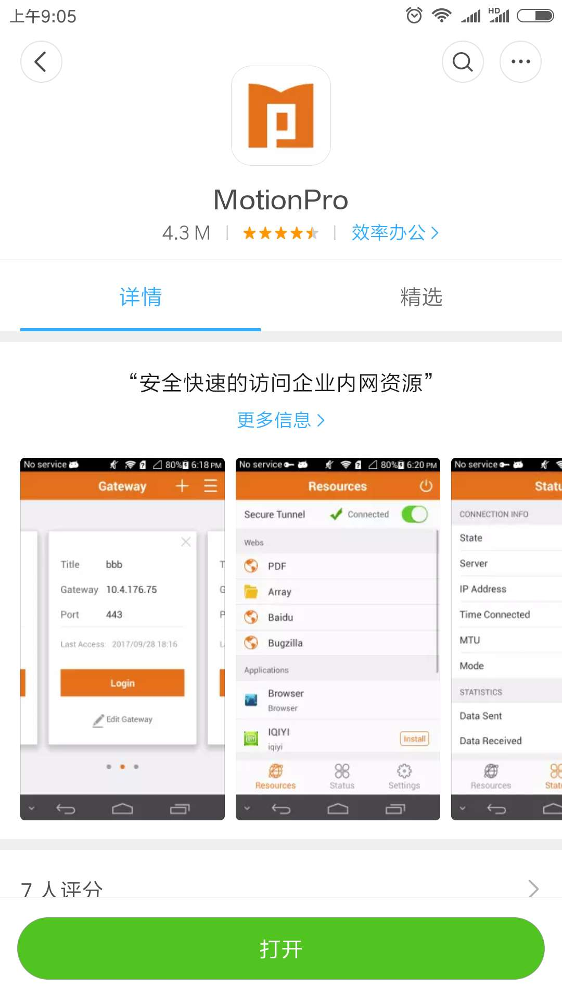 上午9:05
HD
MotionPro
4.3 M
效率办公
详情
精选
“安全快速的访问企业内网资源”
更多信息
No service 80% 6:18 PM
Gateway
Title bbb
Gateway 10.4.176.75
Port 443
Last Access: 2017/09/28 18:16
Login
Edit Gateway
No service 80% 6:20 PM
Resources
Secure Tunnel Connected
Webs
PDF
Array
Baidu
Bugzilla
Applications
Browser
Browser
IQIYI
iqiyi
Install
Resources Status Settings
No service
Statu
CONNECTION INFO
State
Server
IP Address
Time Connected
MTU
Mode
STATISTICS
Data Sent
Data Received
Resources Statu
7 人评分
打开